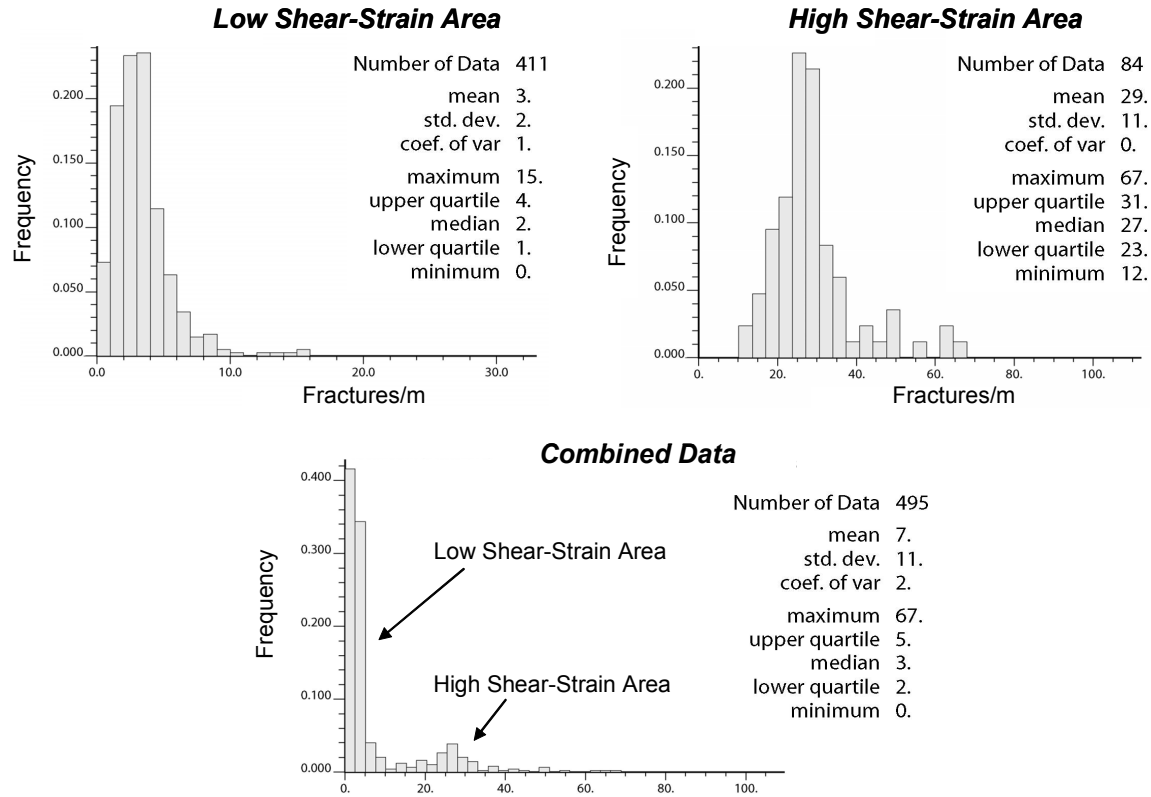 Low Shear-Strain Area
Number of Data 411
mean 3.
std. dev. 2.
coef. of var 1.
maximum 15.
upper quartile 4.
median 2.
lower quartile 1.
minimum 0.
Frequency
0.200
0.150
0.100
0.050
0.000
0.0 10.0 20.0 30.0
Fractures/m
High Shear-Strain Area
Number of Data 84
mean 29.
std. dev. 11.
coef. of var 0.
maximum 67.
upper quartile 31.
median 27.
lower quartile 23.
minimum 12.
Frequency
0.200
0.150
0.100
0.050
0.000
0. 20. 40. 60. 80. 100.
Fractures/m
Combined Data
Number of Data 495
mean 7.
std. dev. 11.
coef. of var 2.
maximum 67.
upper quartile 5.
median 3.
lower quartile 2.
minimum 0.
Low Shear-Strain Area
High Shear-Strain Area
Frequency
0.400
0.300
0.200
0.100
0.000
0. 20. 40. 60. 80. 100.